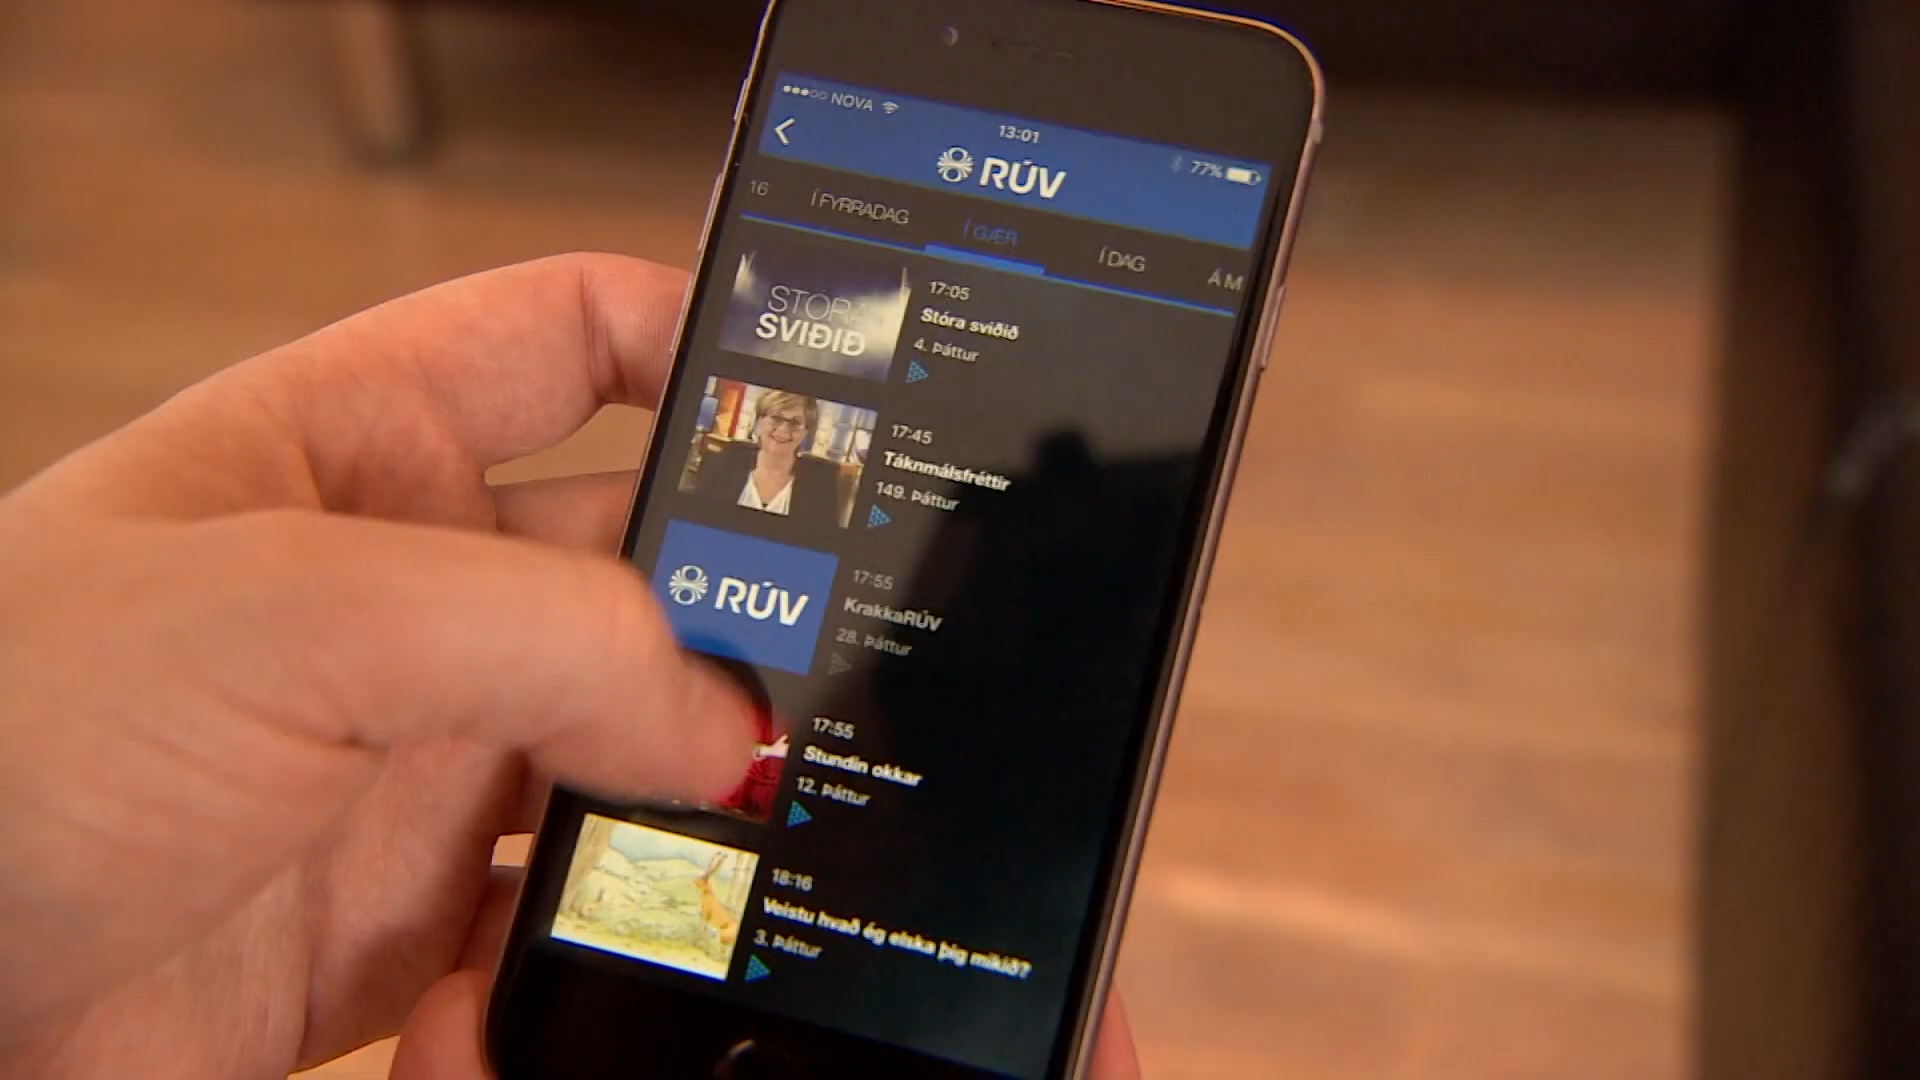 NOVA
13:01
77%
RÚV
16
Í FYRRADAG
Í GÆR
Í DAG
Á M
STÓRA
SVIÐIÐ
17:05
Stóra sviðið
4. Þáttur
17:45
Táknmálsfréttir
149. Þáttur
RÚV
17:55
KrakkaRÚV
28. Þáttur
17:55
Stundin okkar
12. Þáttur
18:16
Veistu hvað ég elska þig mikið?
3. Þáttur